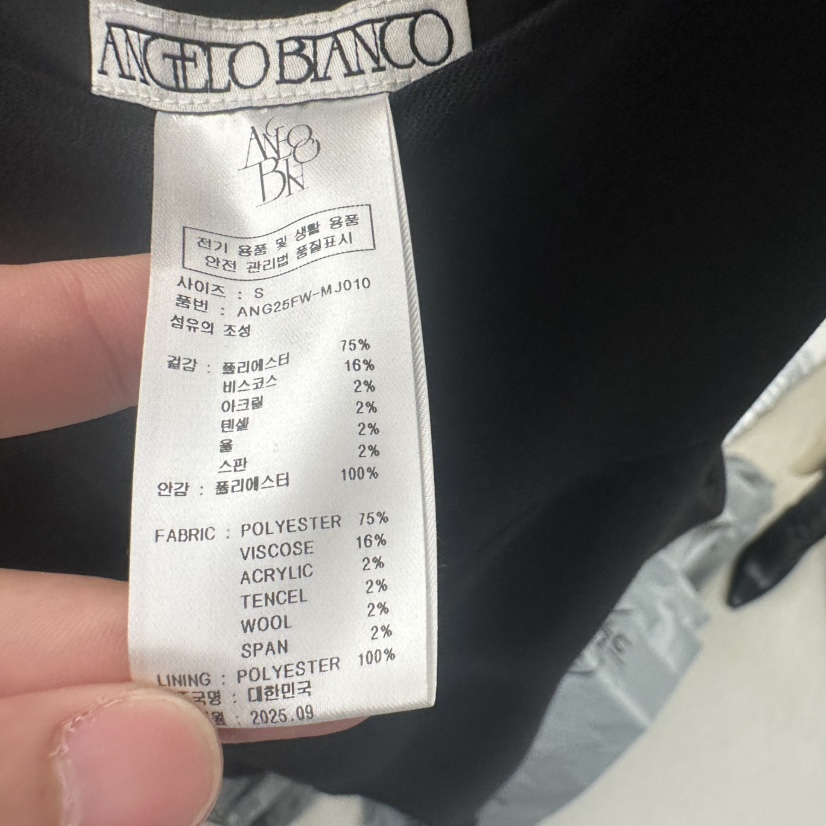 ANGELO BIANCO
전기 용품 및 생활 용품
안전 관리법 품질표시
사이즈 : S
품번 : ANG25FW-MJ010
섬유의 조성
겉감 : 폴리에스터 75%
비스코스 16%
아크릴 2%
텐셀 2%
울 2%
스판 2%
안감 : 폴리에스터 100%
FABRIC : POLYESTER 75%
VISCOSE 16%
ACRYLIC 2%
TENCEL 2%
WOOL 2%
SPAN 2%
LINING : POLYESTER 100%
국명 : 대한민국
월 : 2025.09